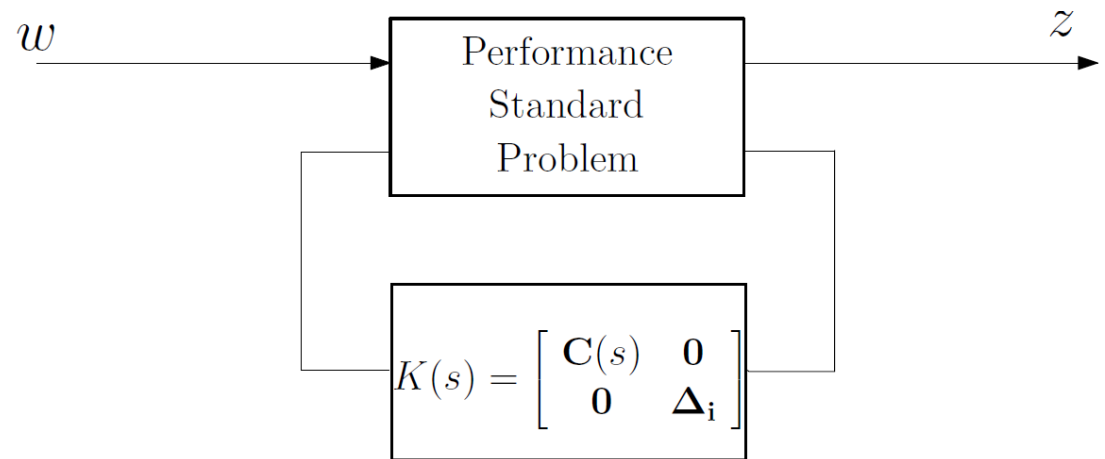 w
z
Performance
Standard
Problem
K(s) = [ C(s) 0
0 Δi ]